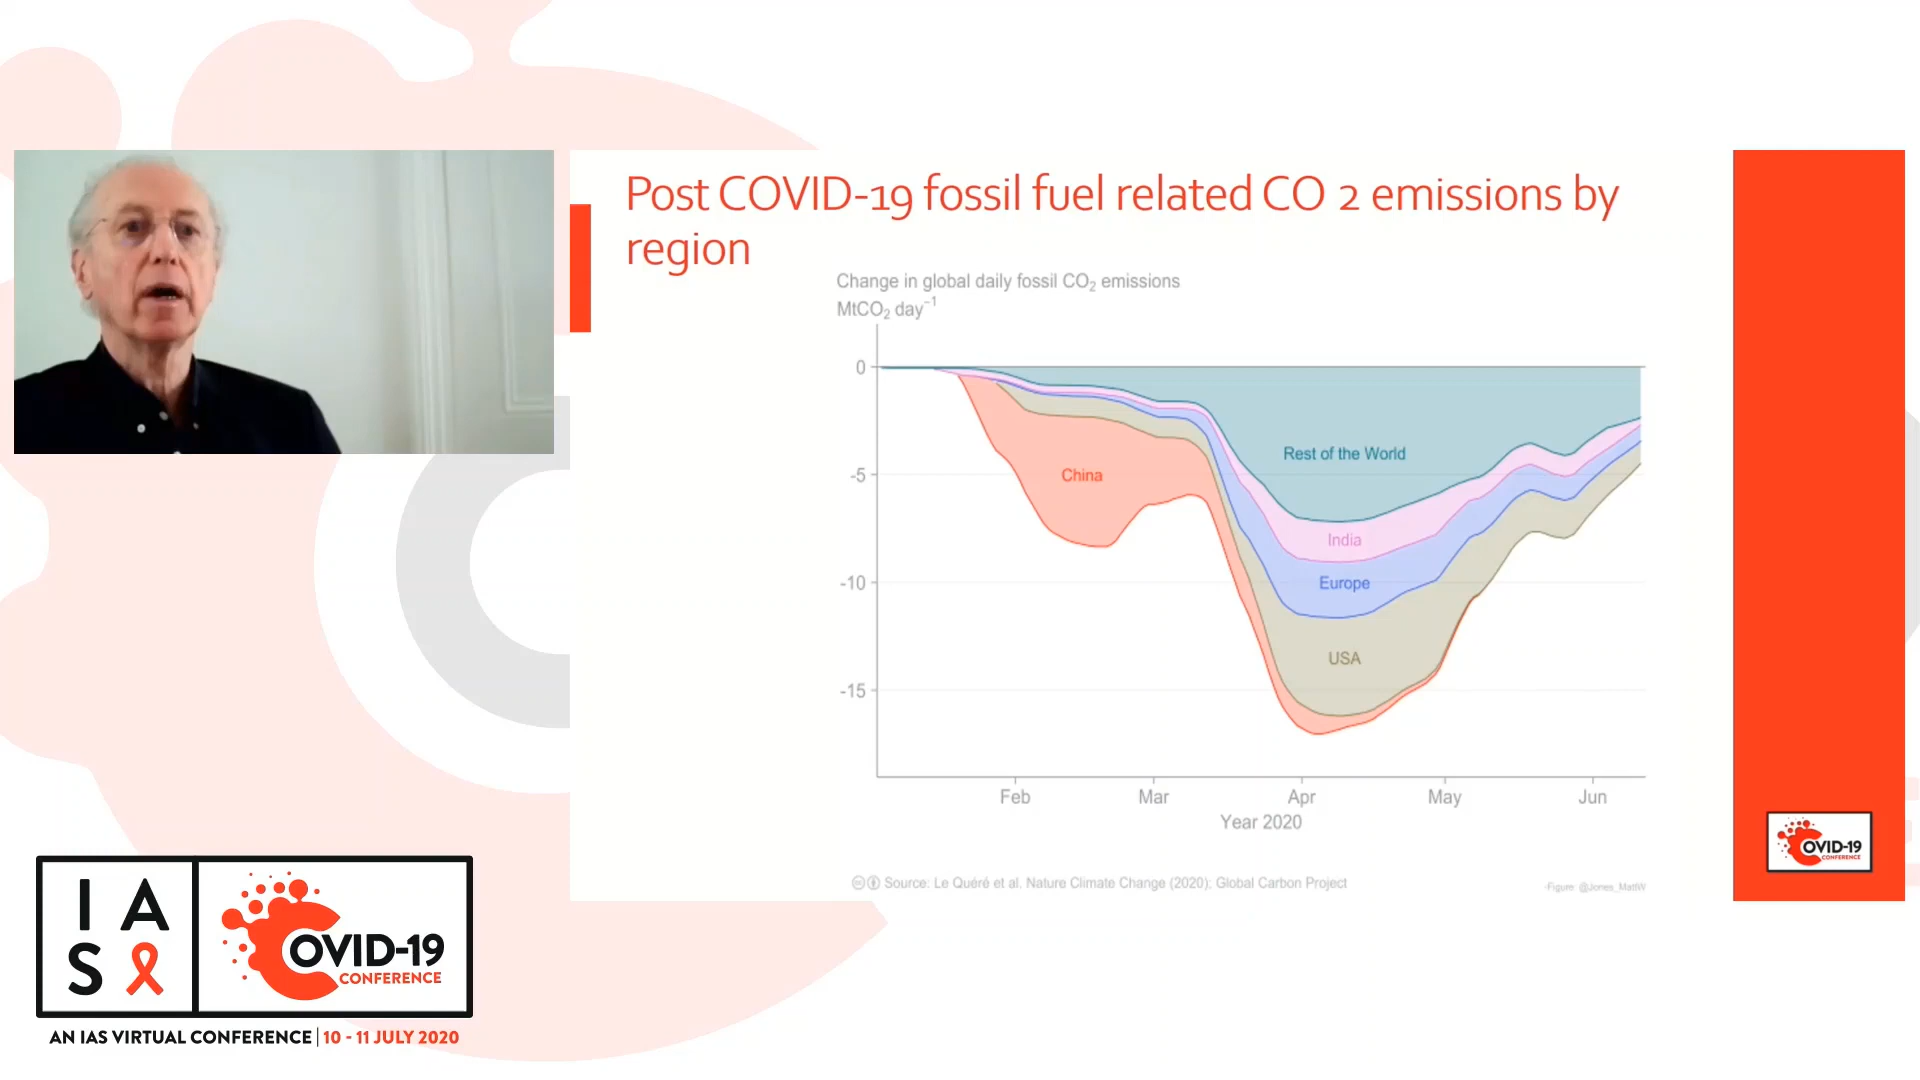 Post COVID-19 fossil fuel related CO 2 emissions by
region
Change in global daily fossil CO₂ emissions
MtCO₂ day⁻¹
0
-5
-10
-15
Rest of the World
China
India
Europe
USA
Feb Mar Apr May Jun
Year 2020
Source: Le Quéré et al. Nature Climate Change (2020); Global Carbon Project
Figure @Jones_MattW
OVID-19
CONFERENCE
I A
S
OVID-19
CONFERENCE
AN IAS VIRTUAL CONFERENCE | 10 - 11 JULY 2020